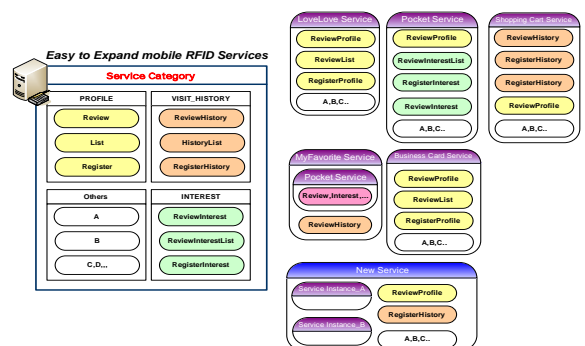 Easy to Expand mobile RFID Services
Service Category
PROFILE
Review
List
Register
VISIT_HISTORY
ReviewHistory
HistoryList
RegisterHistory
Others
A
B
C,D,,,
INTEREST
ReviewInterest
ReviewInterestList
RegisterInterest
LoveLove Service
ReviewProfile
ReviewList
RegisterProfile
A,B,C..
Pocket Service
ReviewProfile
ReviewInterestList
RegisterInterest
ReviewInterest
A,B,C..
Shopping Cart Service
ReviewHistory
RegisterHistory
RegisterHistory
ReviewProfile
A,B,C..
MyFavorite Service
Pocket Service
Review,Interest,...
ReviewHistory
Business Card Service
ReviewProfile
ReviewList
RegisterProfile
A,B,C..
New Service
Service Instance_A
Service Instance_B
ReviewProfile
RegisterHistory
A,B,C..